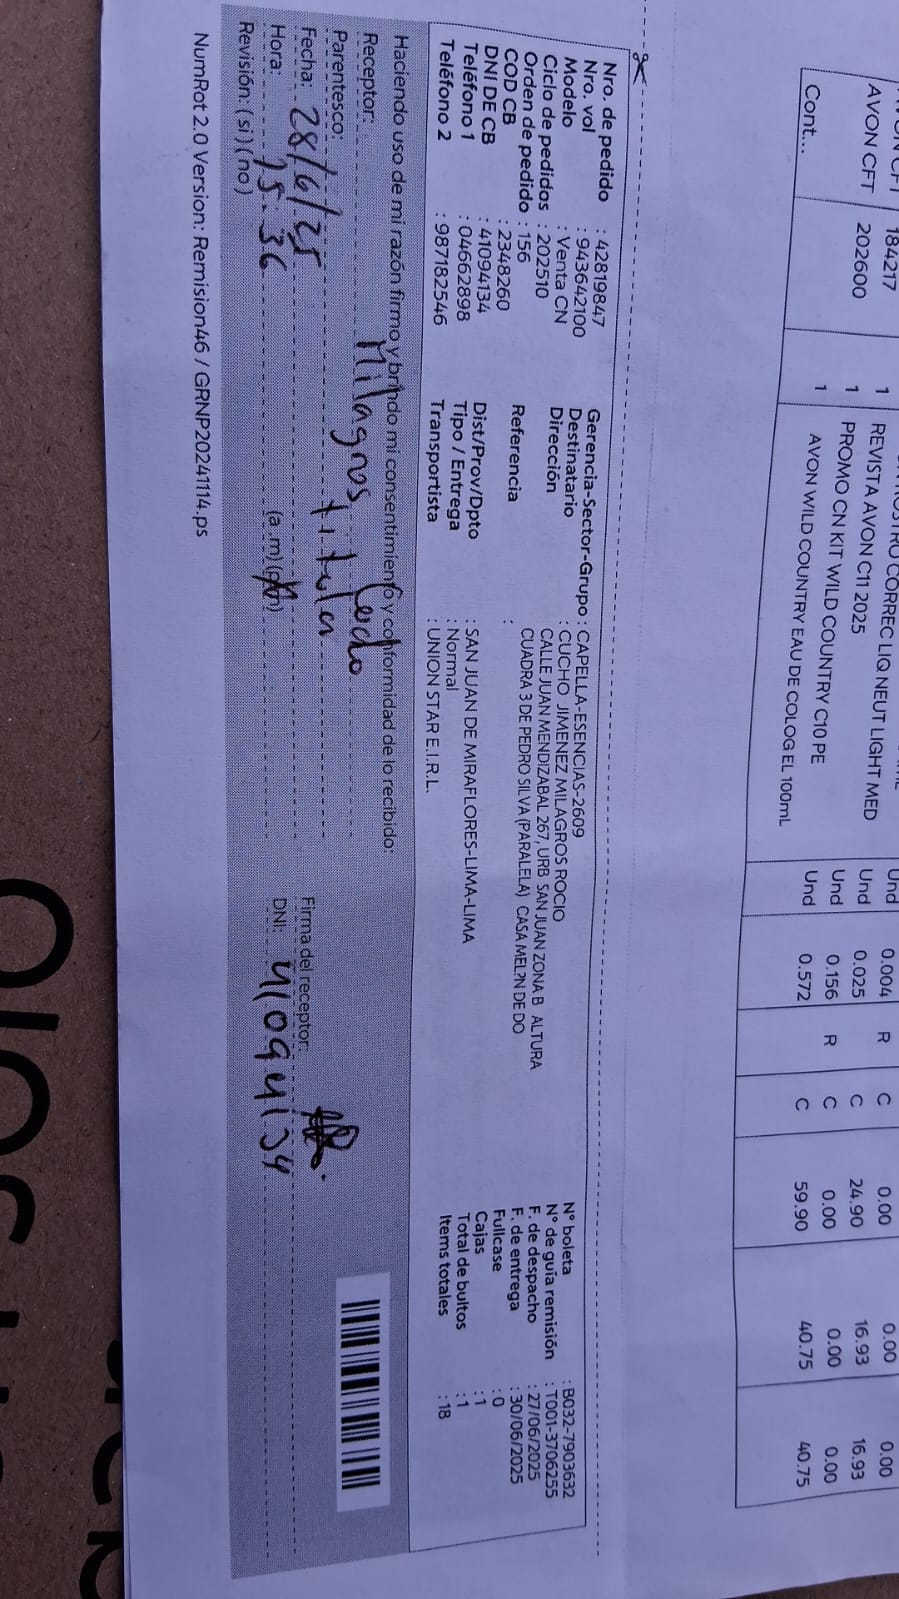 184217 1 REVISTA AVON C11 2025 Und 0.004 R C 0.00 0.00 0.00
AVON CFT 202600 1 PROMO CN KIT WILD COUNTRY C10 PE Und 0.025 C 24.90 16.93 16.93
1 AVON WILD COUNTRY EAU DE COLOG EL 100mL Und 0.156 R C 0.00 0.00 0.00
Cont... Und 0.572 C 59.90 40.75 40.75
CORREC LIQ NEUT LIGHT MED
Nro. de pedido : 42819847
Nro. vol : 943642100
Modelo : Venta CN
Ciclo de pedidos : 202510
Orden de pedido : 156
COD CB : 2348260
DNI DE CB : 41094134
Teléfono 1 : 04662898
Teléfono 2 : 987182546
Gerencia-Sector-Grupo : CAPELLA-ESENCIAS-2609
Destinatario : CUCHO JIMENEZ MILAGROS ROCIO
Dirección : CALLE JUAN MENDIZABAL 267, URB SAN JUAN ZONA B ALTURA
CUADRA 3 DE PEDRO SILVA (PARALELA) CASA MEL?N DE DO
Referencia :
Dist/Prov/Dpto : SAN JUAN DE MIRAFLORES-LIMA-LIMA
Tipo / Entrega : Normal
Transportista : UNION STAR E.I.R.L.
N° boleta : B032-7903632
N° de guía remisión : T001-3706255
F. de despacho : 27/06/2025
F. de entrega : 30/06/2025
Fullcase : 0
Cajas : 1
Total de bultos : 1
Items totales : 18
Haciendo uso de mi razón firmo y brindo mi consentimiento y conformidad de lo recibido:
Receptor: Milagros
Parentesco: titular
Fecha: 28/6/25
Firma del receptor:
Hora: 15:36 (a.m) (p.m)
DNI: 41094134
Revisión: ( si ) ( no )
NumRot 2.0 Version: Remision46 / GRNP20241114.ps